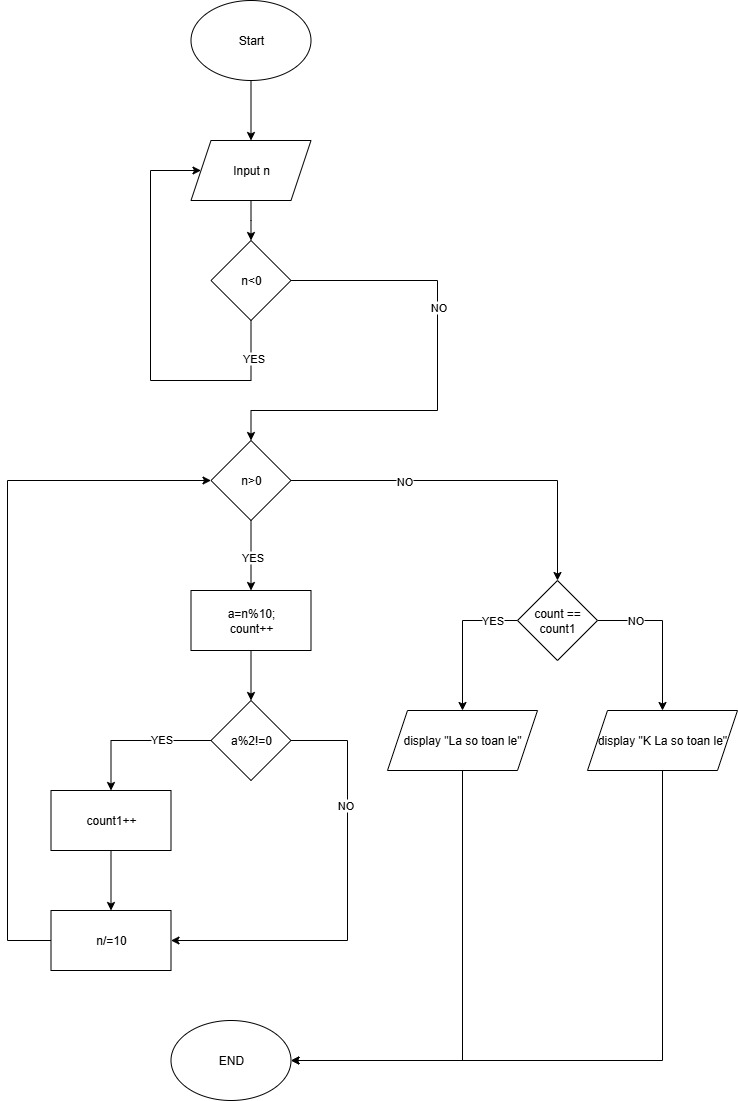 Start
Input n
n<0
NO
YES
n>0
NO
YES
a=n%10;
count++
count ==
count1
YES
NO
a%2!=0
YES
display "La so toan le"
display "K La so toan le"
NO
count1++
n/=10
END